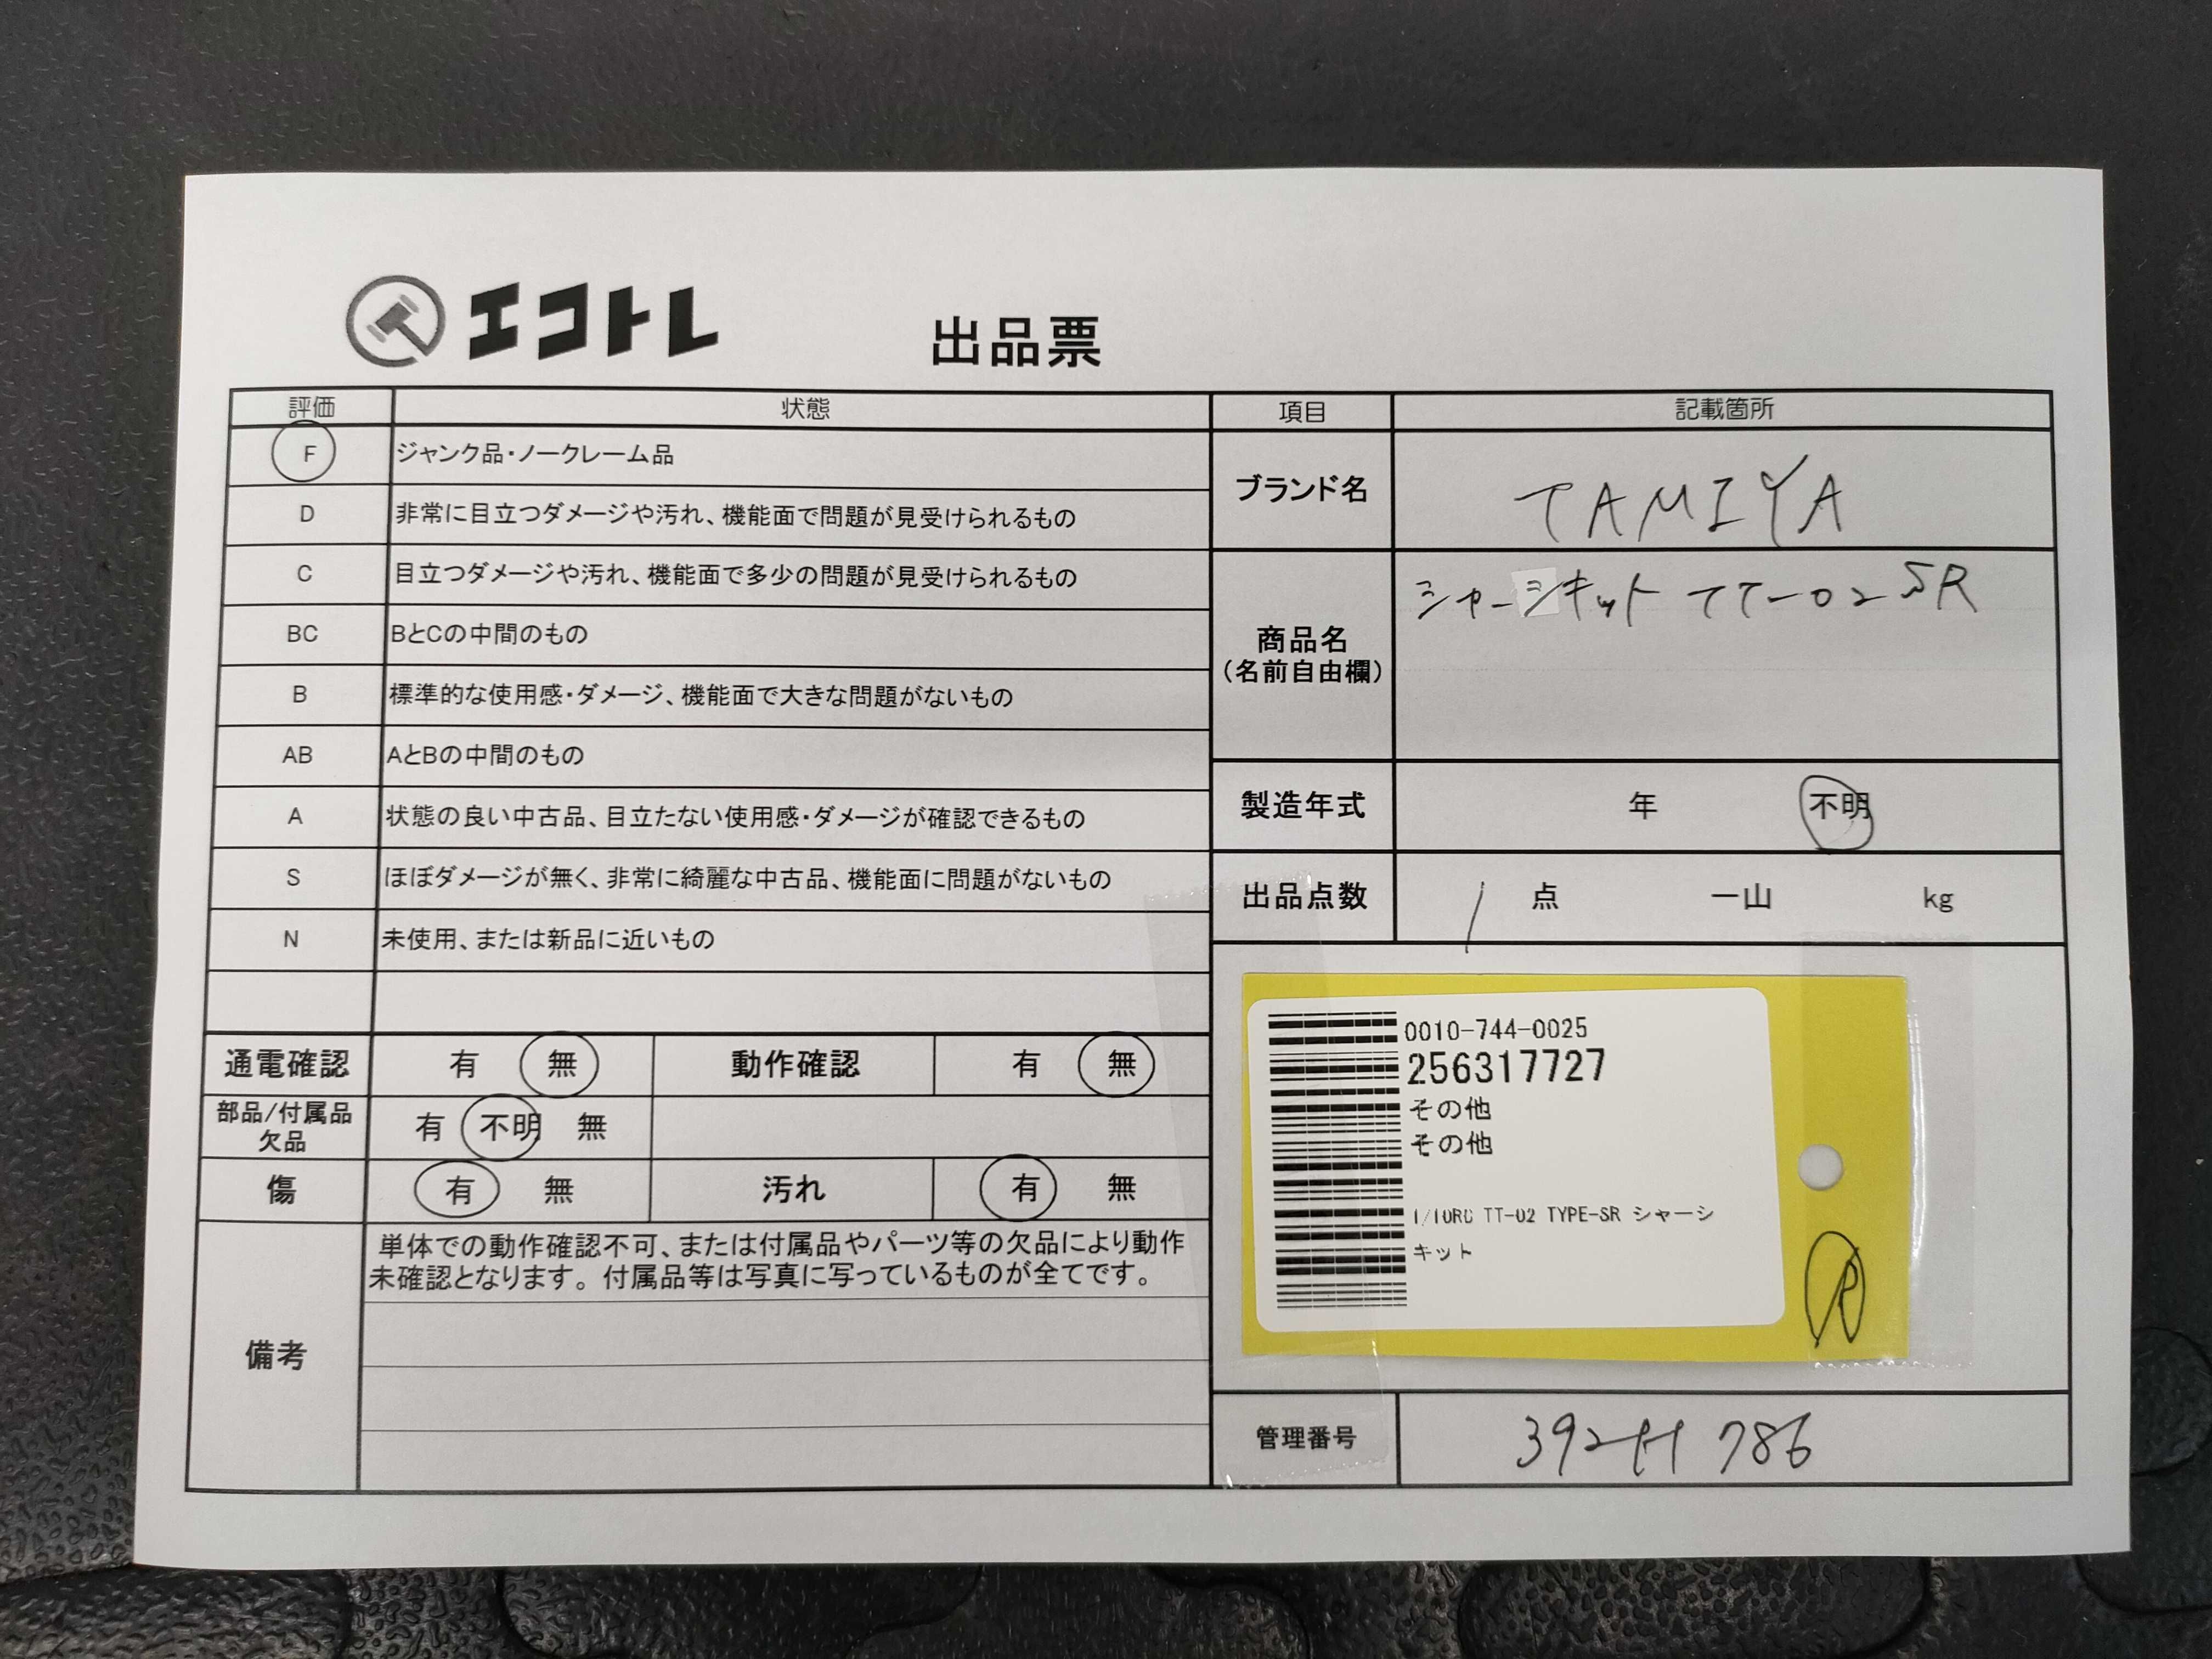 エコトレ
出品票
評価 状態
F ジャンク品・ノークレーム品
D 非常に目立つダメージや汚れ、機能面で問題が見受けられるもの
C 目立つダメージや汚れ、機能面で多少の問題が見受けられるもの
BC BとCの中間のもの
B 標準的な使用感・ダメージ、機能面で大きな問題がないもの
AB AとBの中間のもの
A 状態の良い中古品、目立たない使用感・ダメージが確認できるもの
S ほぼダメージが無く、非常に綺麗な中古品、機能面に問題がないもの
N 未使用、または新品に近いもの
通電確認 有 無 動作確認 有 無
部品/付属品
欠品 有 不明 無
傷 有 無 汚れ 有 無
備考
単体での動作確認不可、または付属品やパーツ等の欠品により動作
未確認となります。付属品等は写真に写っているものが全てです。
項目 記載箇所
ブランド名 TAMIYA
商品名
(名前自由欄)
シャーシキット TT-02 SR
製造年式 年 不明
出品点数 1 点 一山 kg
0010-744-0025
256317727
その他
その他
1/10RC TT-02 TYPE-SR シャーシ
キット
R
管理番号 786